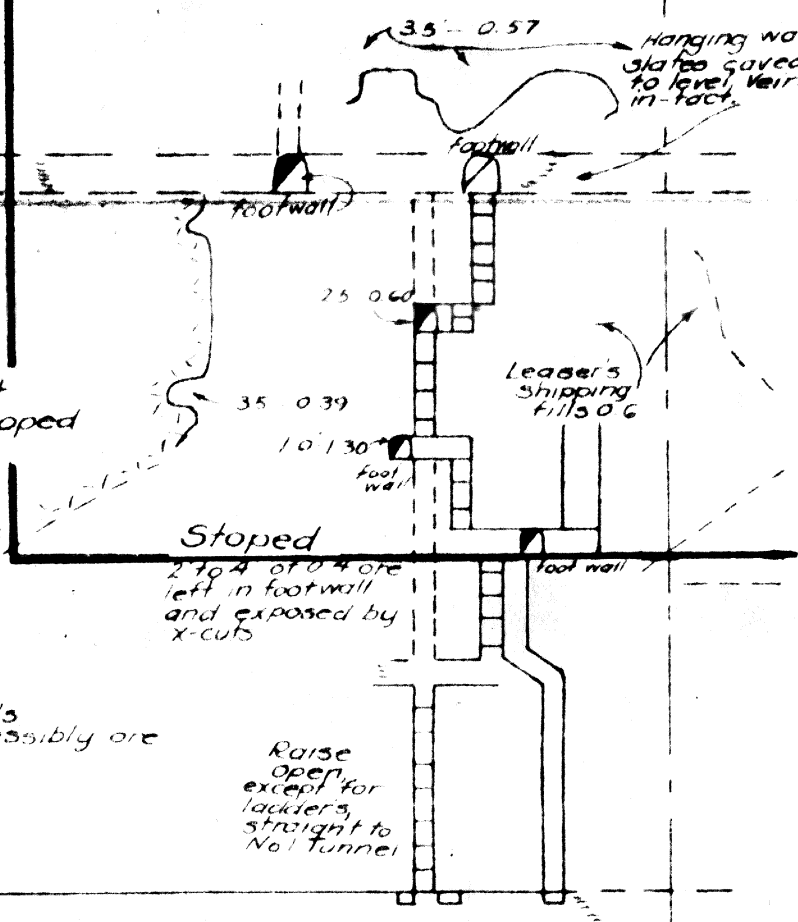 3.5' - 0.57
Hanging wa
slates caved
to level, Vein
in-tact.
footwall
footwall
2.5 0.60
Leaser's
shipping
fills 0 6
oped
3.5 0.39
1.0' 1.30
foot
wall
Stoped
2' to 4' of 0.4 ore
left in footwall
and exposed by
x-cuts
foot wall
ssibly ore
Raise
open,
except for
ladders,
straight to
No 1 Tunnel